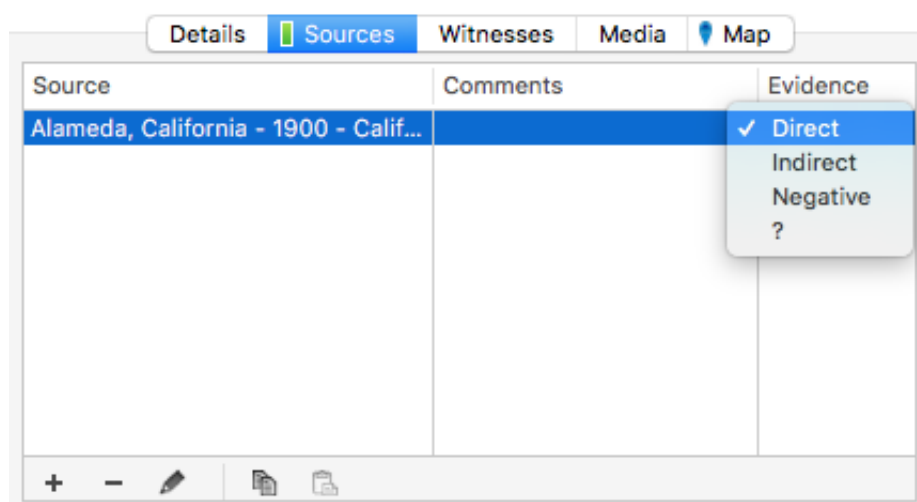 Details Sources Witnesses Media Map
Source Comments Evidence
Alameda, California - 1900 - Calif... ✓ Direct
Indirect
Negative
?